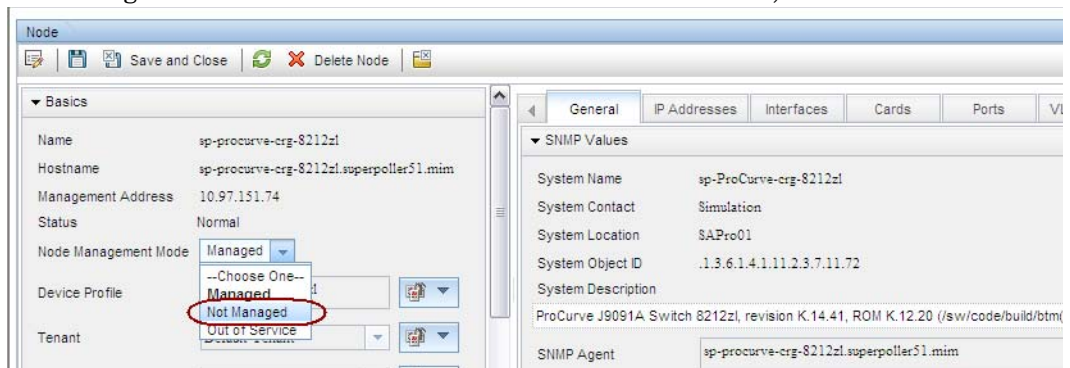 Node
Save and Close Delete Node
Basics
Name sp-procurve-crg-8212zl
Hostname sp-procurve-crg-8212zl.superpoller51.mim
Management Address 10.97.151.74
Status Normal
Node Management Mode Managed
--Choose One--
Managed
Not Managed
Out of Service
Device Profile
Tenant
General IP Addresses Interfaces Cards Ports
SNMP Values
System Name sp-ProCurve-crg-8212zl
System Contact Simulation
System Location SAPro01
System Object ID .1.3.6.1.4.1.11.2.3.7.11.72
System Description
ProCurve J9091A Switch 8212zl, revision K.14.41, ROM K.12.20 (/sw/code/build/btm(
SNMP Agent sp-procurve-crg-8212zl.superpoller51.mim